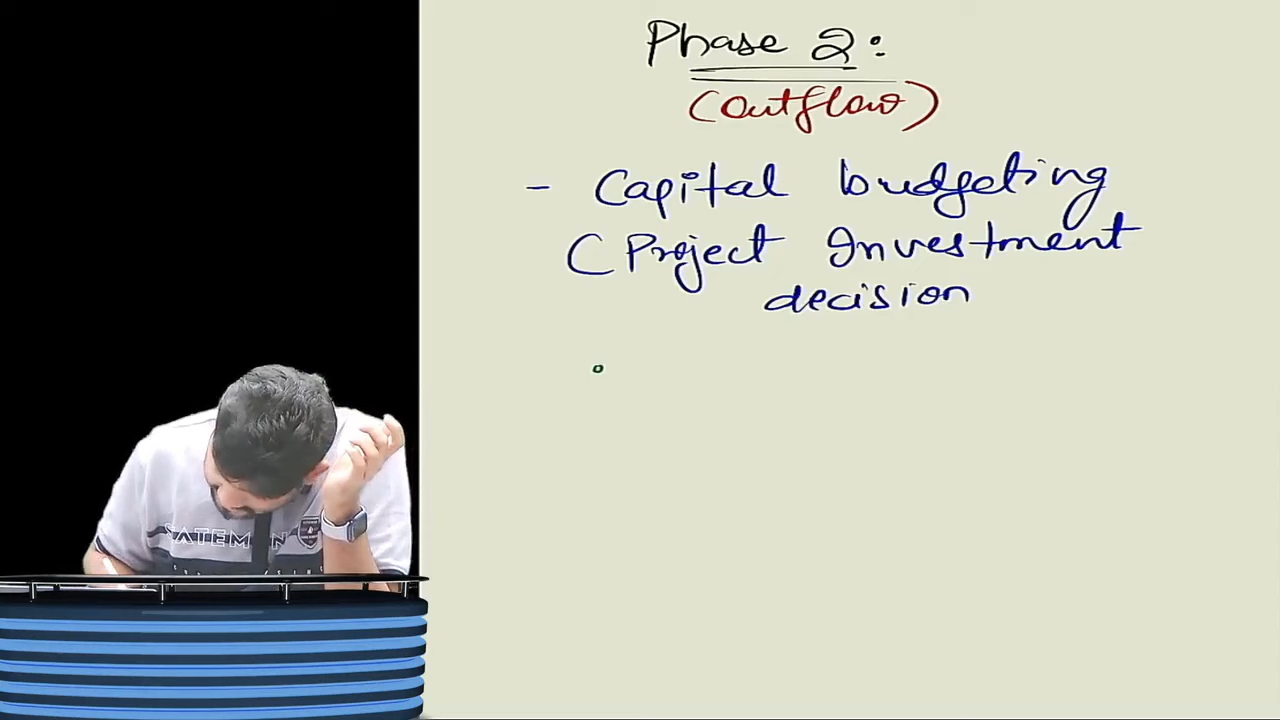 Phase 2:
(Outflow)
- Capital budgeting
( Project Investment
decision